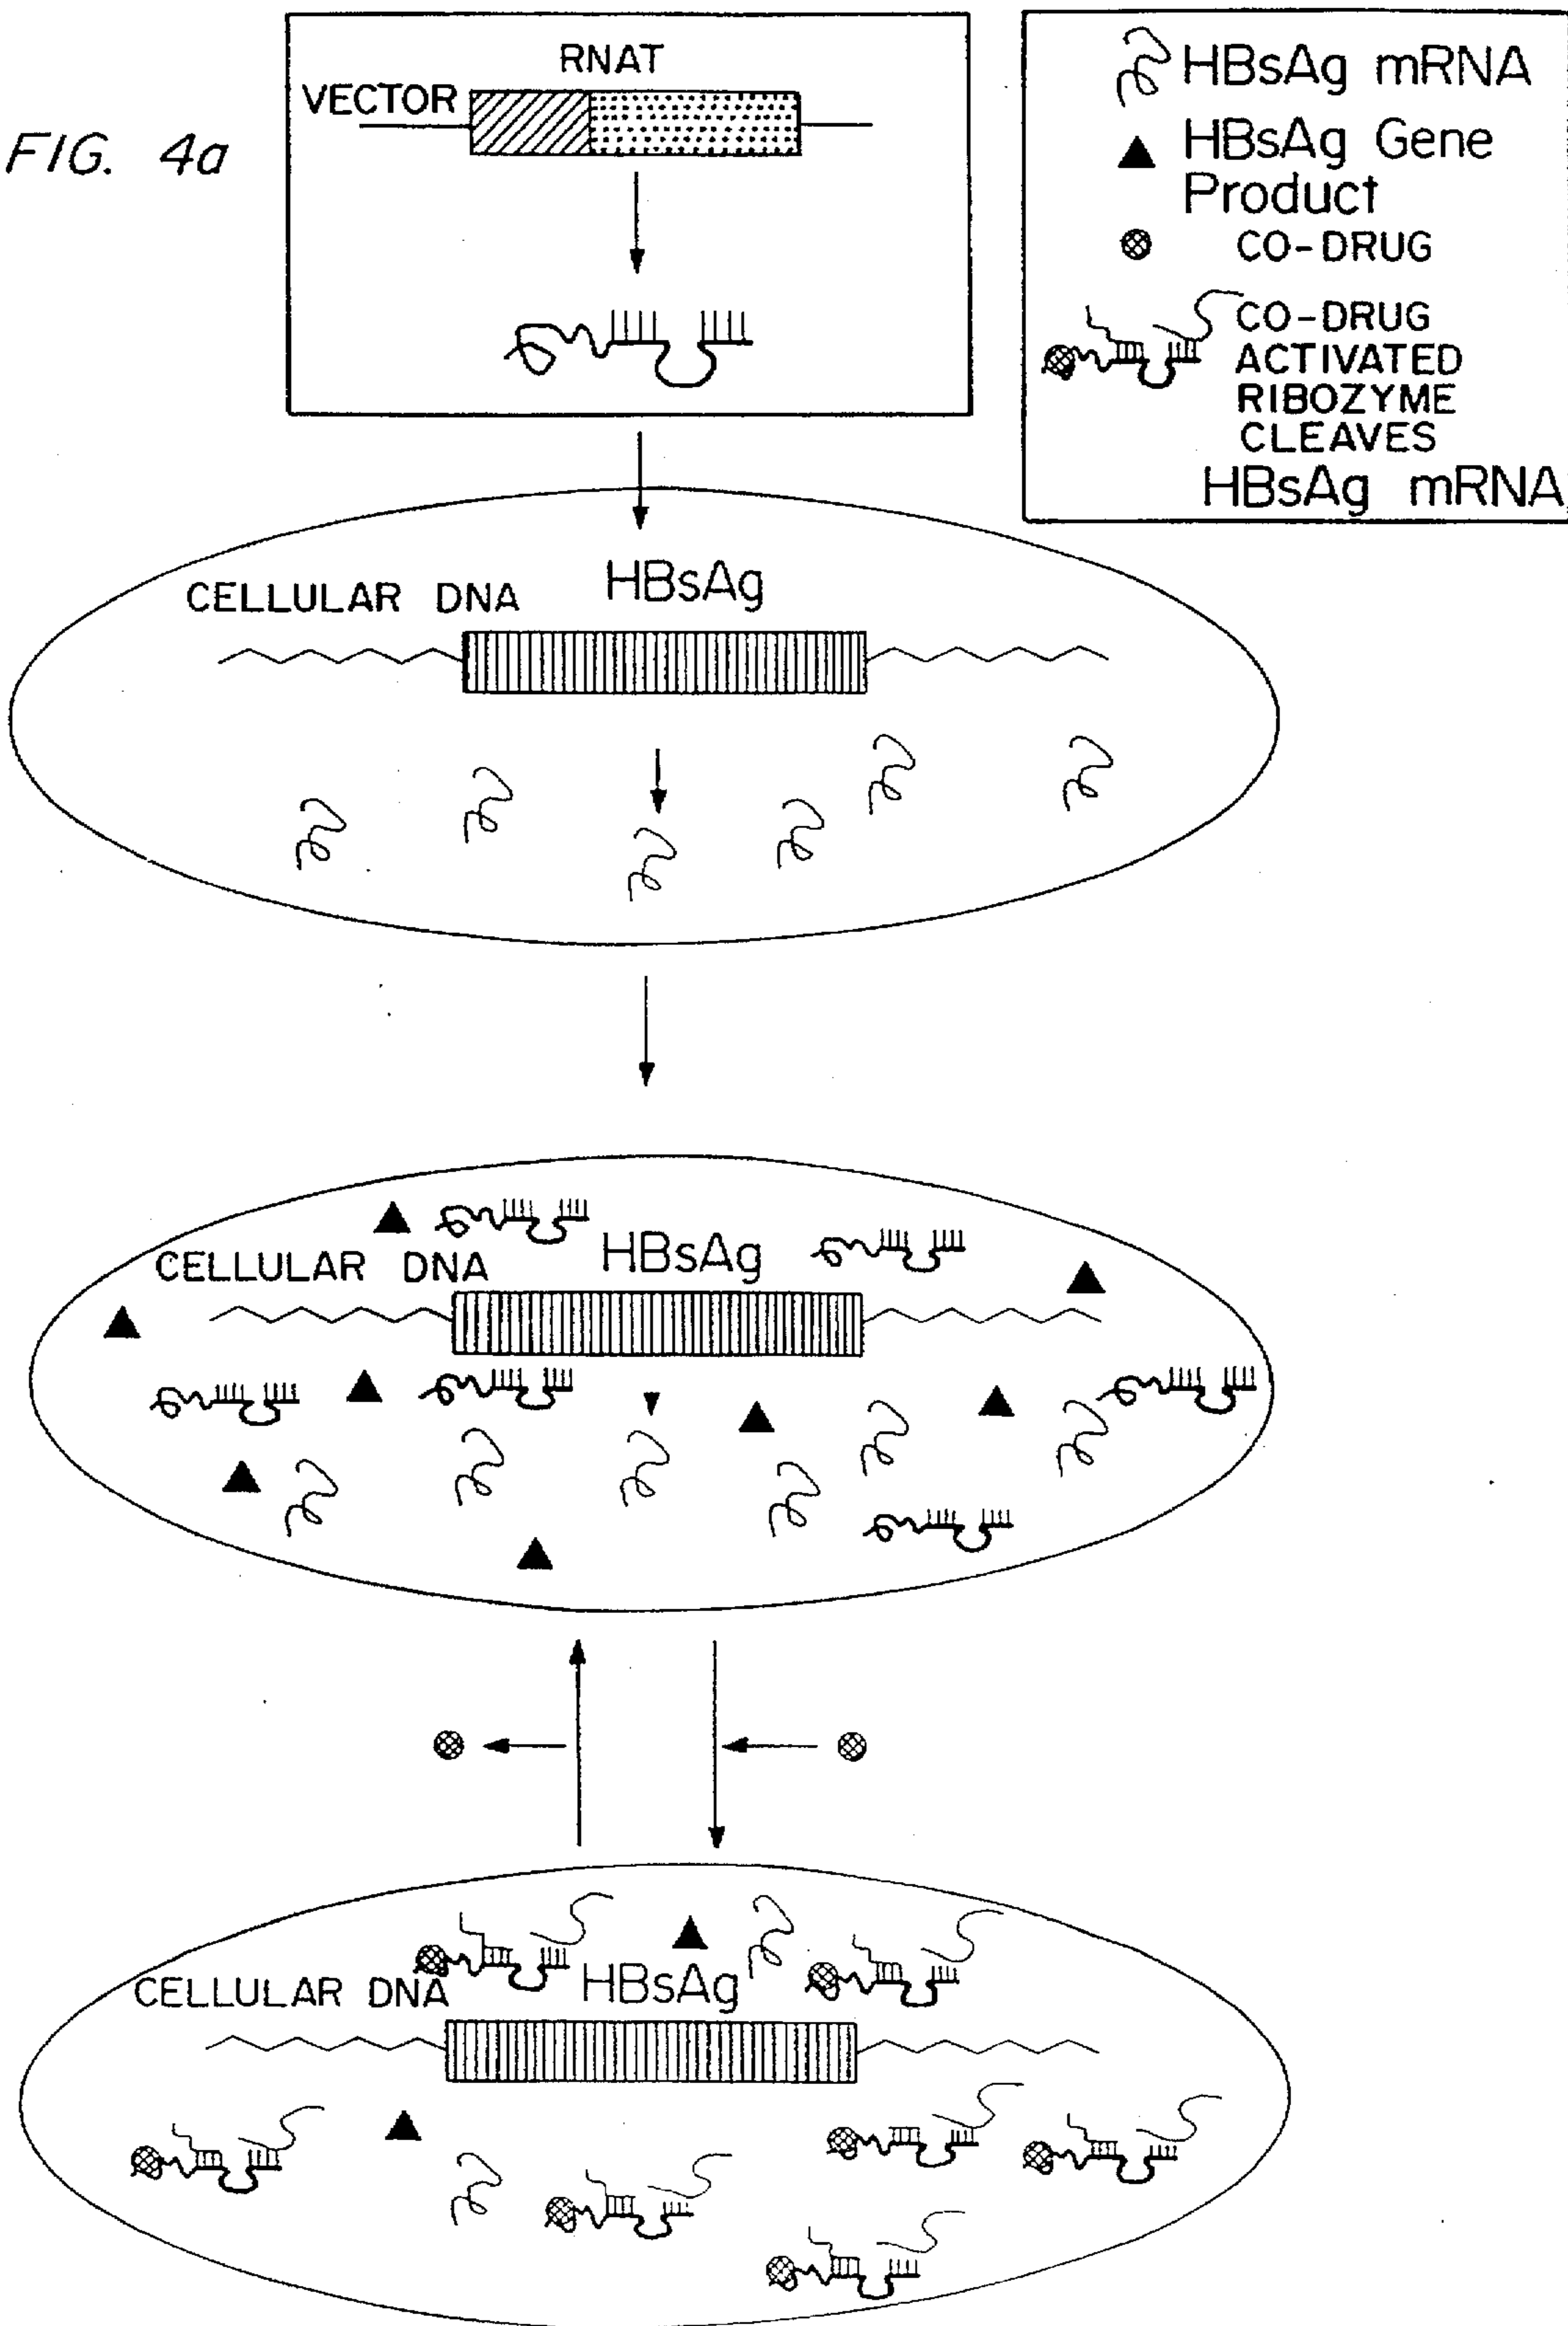 FIG. 4a
RNAT
VECTOR
HBsAg mRNA
HBsAg Gene
Product
CO-DRUG
CO-DRUG
ACTIVATED
RIBOZYME
CLEAVES
HBsAg mRNA
CELLULAR DNA HBsAg
CELLULAR DNA HBsAg
CELLULAR DNA HBsAg